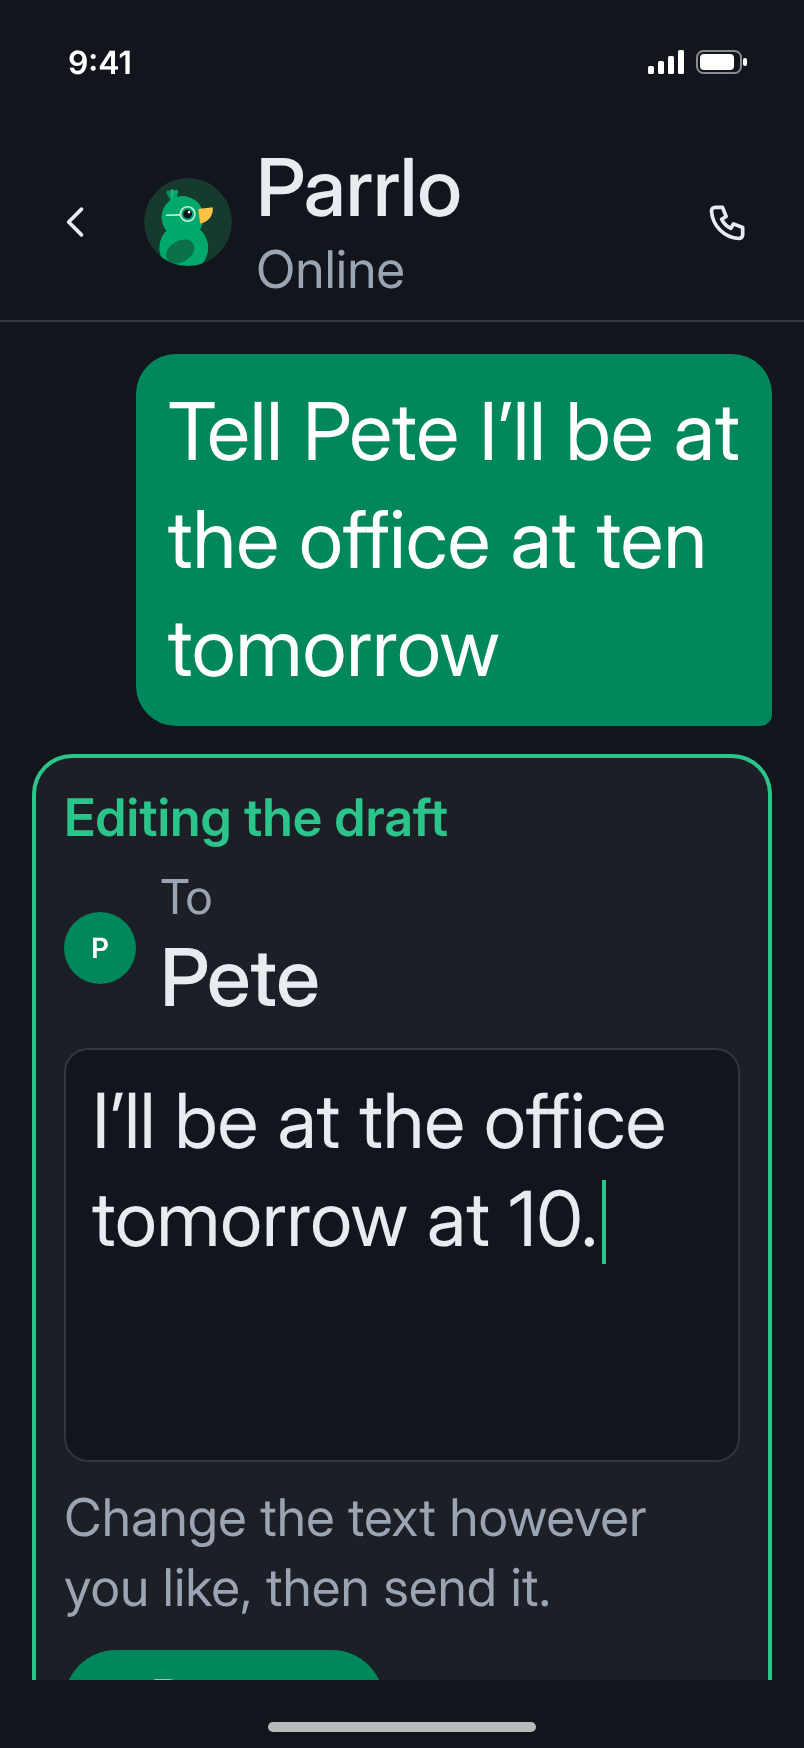 9:41
Parrlo
Online
Tell Pete I’ll be at
the office at ten
tomorrow
Editing the draft
To
P
Pete
I’ll be at the office
tomorrow at 10.
Change the text however
you like, then send it.